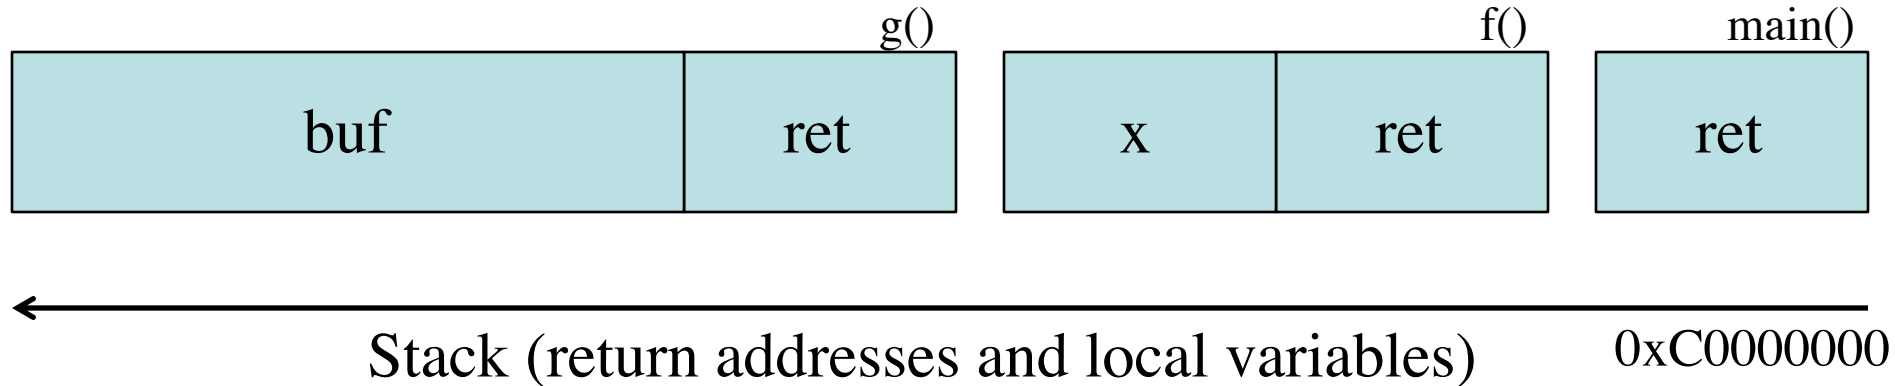 g() f() main()
buf ret x ret ret
Stack (return addresses and local variables) 0xC0000000